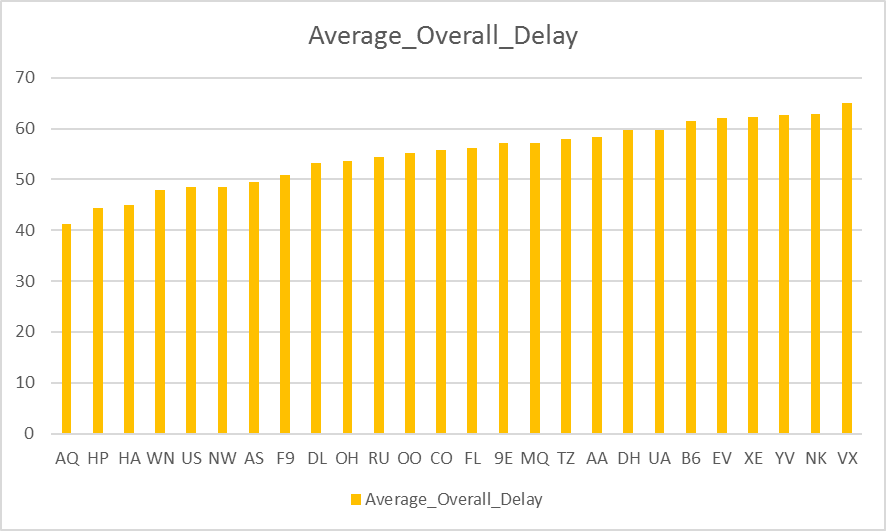 Average_Overall_Delay
70
60
50
40
30
20
10
0
AQ HP HA WN US NW AS F9 DL OH RU OO CO FL 9E MQ TZ AA DH UA B6 EV XE YV NK VX
Average_Overall_Delay